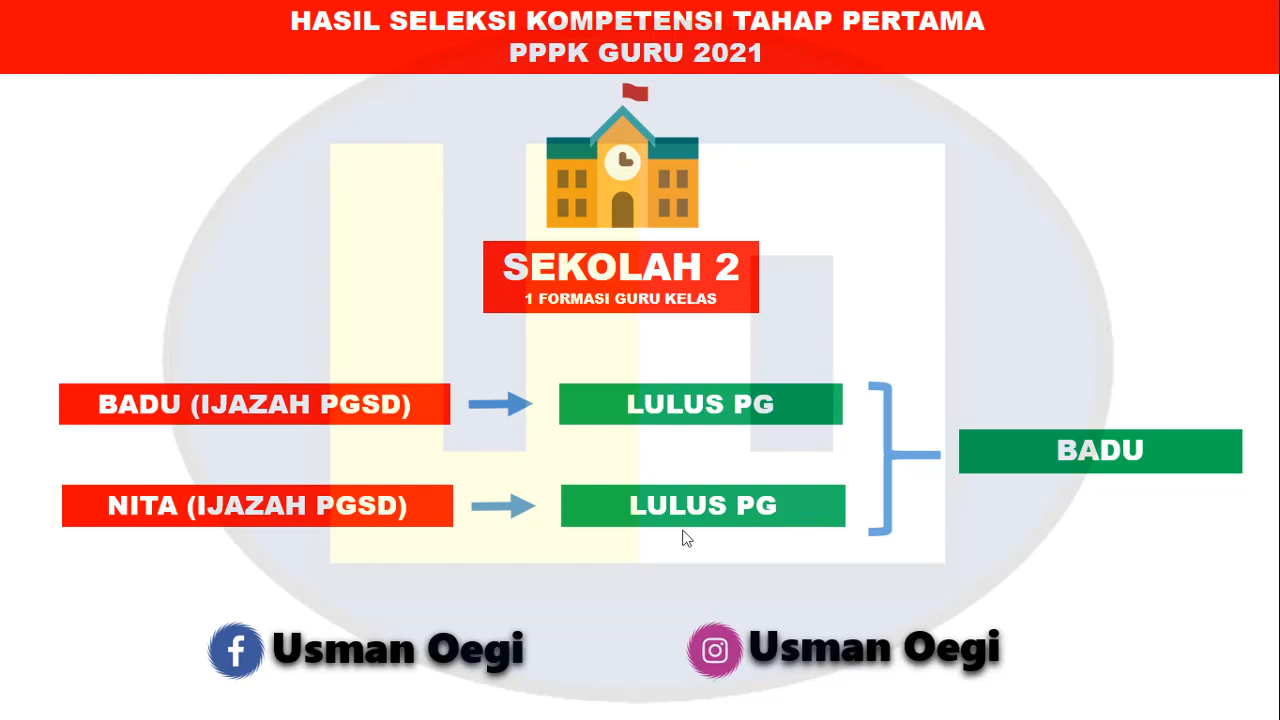 HASIL SELEKSI KOMPETENSI TAHAP PERTAMA
PPPK GURU 2021
SEKOLAH 2
1 FORMASI GURU KELAS
BADU (IJAZAH PGSD)
LULUS PG
BADU
NITA (IJAZAH PGSD)
LULUS PG
Usman Oegi
Usman Oegi